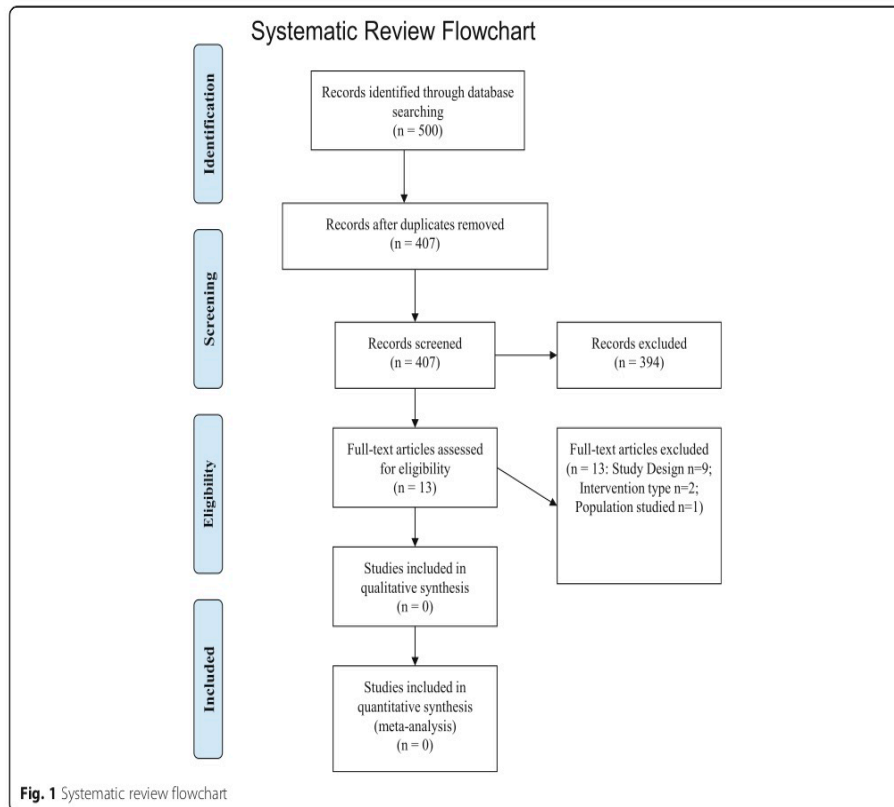 Systematic Review Flowchart
Identification
Records identified through database
searching
(n = 500)
Records after duplicates removed
(n = 407)
Screening
Records screened
(n = 407)
Records excluded
(n = 394)
Eligibility
Full-text articles assessed
for eligibility
(n = 13)
Full-text articles excluded
(n = 13: Study Design n=9;
Intervention type n=2;
Population studied n=1)
Studies included in
qualitative synthesis
(n = 0)
Included
Studies included in
quantitative synthesis
(meta-analysis)
(n = 0)
Fig. 1 Systematic review flowchart